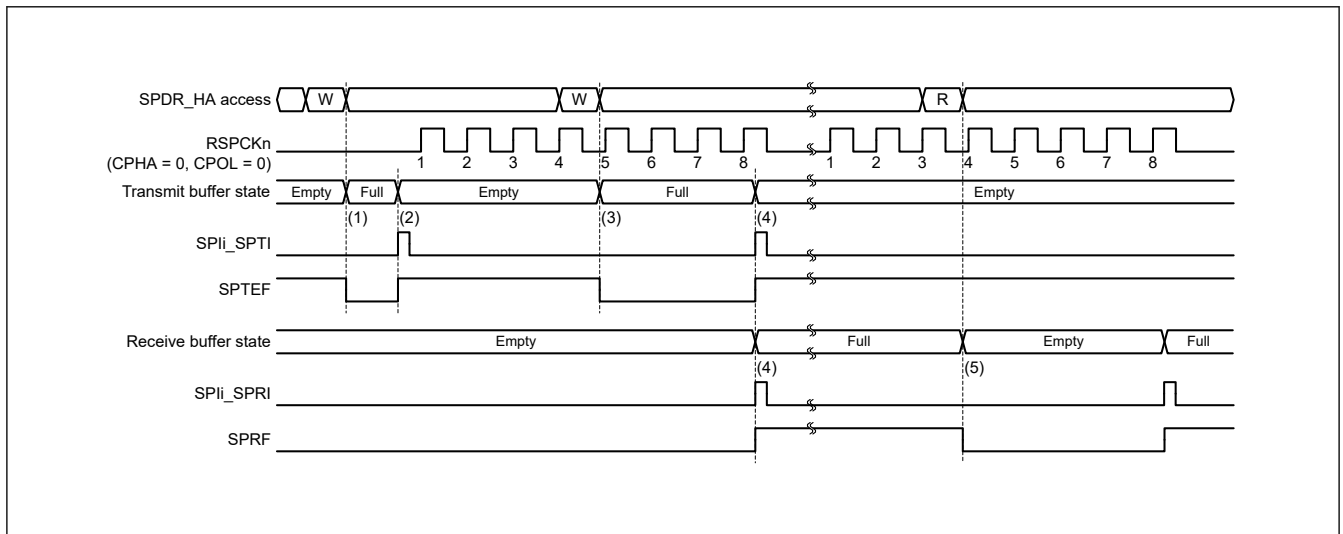 SPDR_HA access W W R
RSPCKn
(CPHA = 0, CPOL = 0)
1 2 3 4 5 6 7 8 1 2 3 4 5 6 7 8
Transmit buffer state Empty Full Empty Full Empty
(1) (2) (3) (4)
SPIi_SPTI
SPTEF
Receive buffer state Empty Full Empty Full
(4) (5)
SPIi_SPRI
SPRF